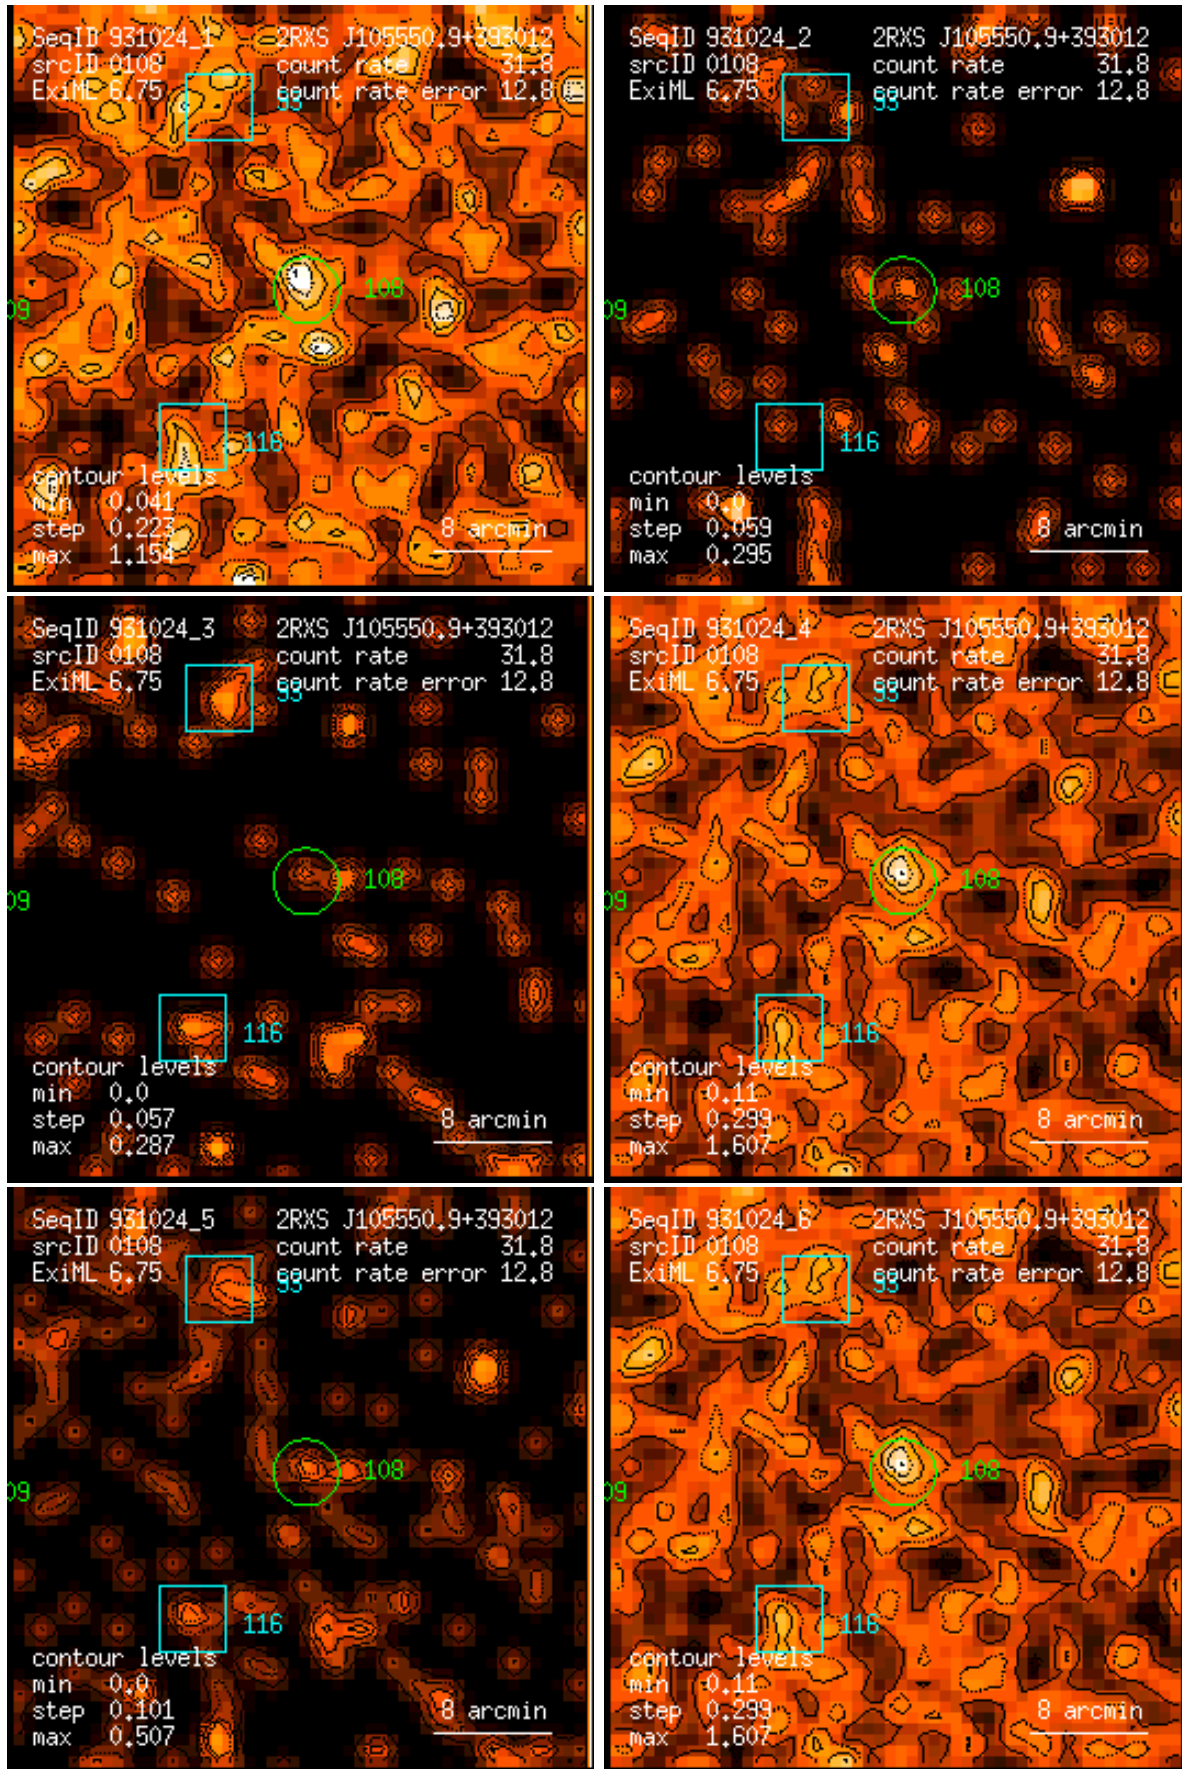 SeqID 931024_1 2RXS J105550.9+393012
srcID 0108 count rate 31.8
ExiML 6.75 count rate error 12.8
93
108
09
116
contour levels
min 0.041
step 0.223
max 1.154
8 arcmin
SeqID 931024_2 2RXS J105550.9+393012
srcID 0108 count rate 31.8
ExiML 6.75 count rate error 12.8
93
108
09
116
contour levels
min 0.0
step 0.059
max 0.295
8 arcmin
SeqID 931024_3 2RXS J105550.9+393012
srcID 0108 count rate 31.8
ExiML 6.75 count rate error 12.8
93
108
09
116
contour levels
min 0.0
step 0.057
max 0.287
8 arcmin
SeqID 931024_4 2RXS J105550.9+393012
srcID 0108 count rate 31.8
ExiML 6.75 count rate error 12.8
93
108
09
116
contour levels
min 0.11
step 0.299
max 1.607
8 arcmin
SeqID 931024_5 2RXS J105550.9+393012
srcID 0108 count rate 31.8
ExiML 6.75 count rate error 12.8
93
108
09
116
contour levels
min 0.0
step 0.101
max 0.507
8 arcmin
SeqID 931024_6 2RXS J105550.9+393012
srcID 0108 count rate 31.8
ExiML 6.75 count rate error 12.8
93
108
09
116
contour levels
min 0.11
step 0.299
max 1.607
8 arcmin